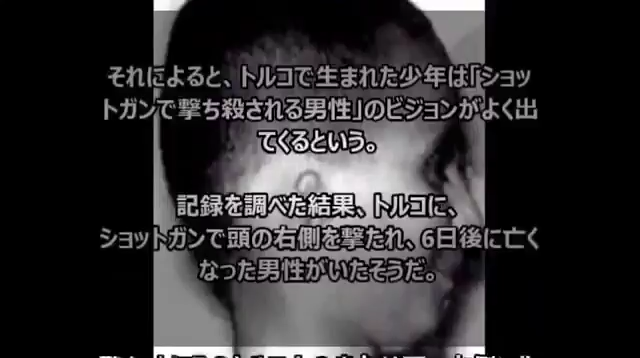 それによると、トルコで生まれた少年は「ショッ
トガンで撃ち殺される男性」のビジョンがよく出
てくるという。
記録を調べた結果、トルコに、
ショットガンで頭の右側を撃たれ、6日後に亡く
なった男性がいたそうだ。